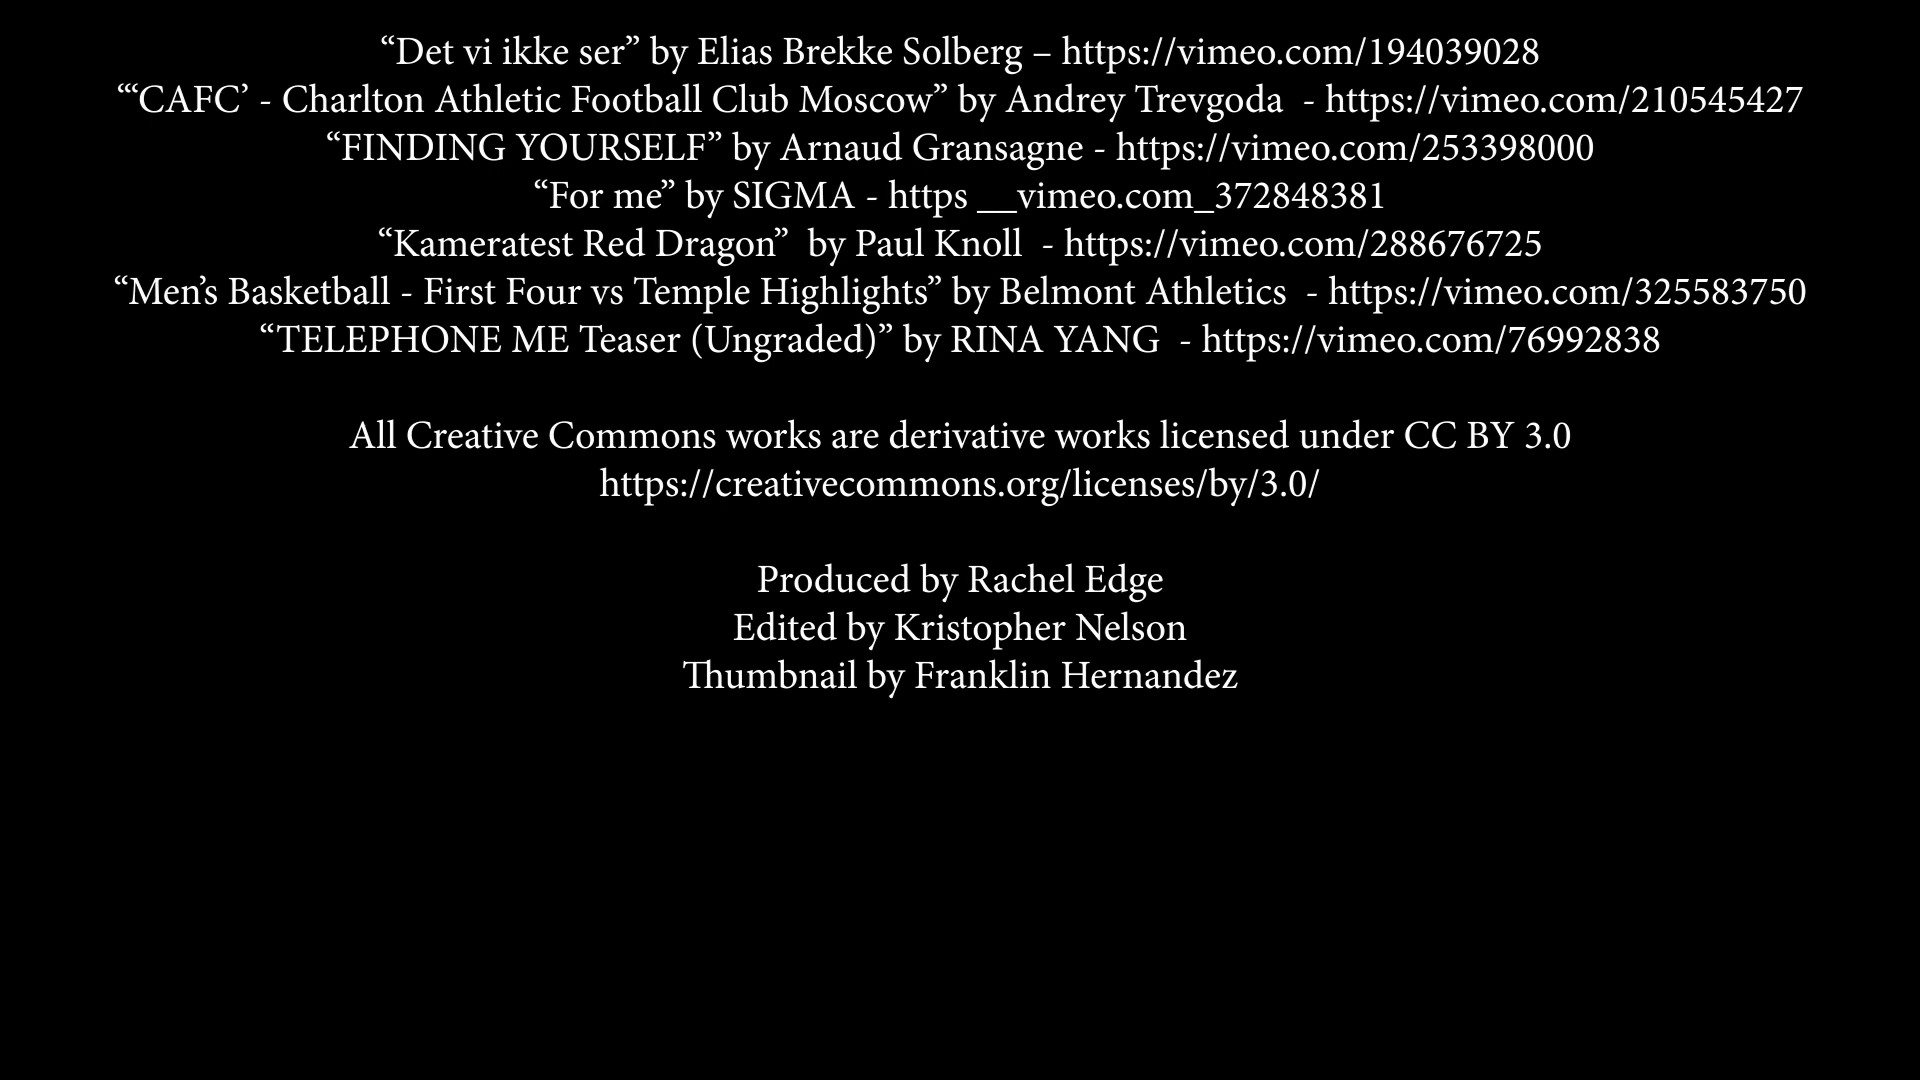 “Det vi ikke ser” by Elias Brekke Solberg – https://vimeo.com/194039028
“‘CAFC’ - Charlton Athletic Football Club Moscow” by Andrey Trevgoda  - https://vimeo.com/210545427
“FINDING YOURSELF” by Arnaud Gransagne - https://vimeo.com/253398000
“For me” by SIGMA - https __vimeo.com_372848381
“Kameratest Red Dragon”  by Paul Knoll  - https://vimeo.com/288676725
“Men’s Basketball - First Four vs Temple Highlights” by Belmont Athletics  - https://vimeo.com/325583750
“TELEPHONE ME Teaser (Ungraded)” by RINA YANG  - https://vimeo.com/76992838
All Creative Commons works are derivative works licensed under CC BY 3.0
https://creativecommons.org/licenses/by/3.0/
Produced by Rachel Edge
Edited by Kristopher Nelson
Thumbnail by Franklin Hernandez